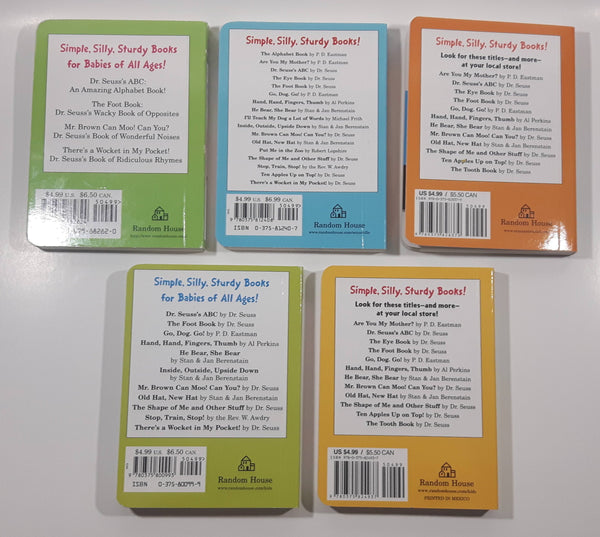 Simple, Silly, Sturdy Books
for Babies of All Ages!
Dr. Seuss's ABC:
An Amazing Alphabet Book!
The Foot Book:
Dr. Seuss's Wacky Book of Opposites
Mr. Brown Can Moo! Can You?
Dr. Seuss's Book of Wonderful Noises
There's a Wocket in My Pocket!
Dr. Seuss's Book of Ridiculous Rhymes
$4.99 U.S. $6.50 CAN
50499
Random House
Simple, Silly, Sturdy Books!
The Alphabet Book by P. D. Eastman
Are You My Mother? by P. D. Eastman
Dr. Seuss's ABC by Dr. Seuss
The Eye Book by Dr. Seuss
The Foot Book by Dr. Seuss
Go, Dog. Go! by P. D. Eastman
Hand, Hand, Fingers, Thumb by Al Perkins
I'll Teach My Dog a Lot of Words by Michael Frith
Inside, Outside, Upside Down by Stan & Jan Berenstain
Mr. Brown Can Moo! Can You? by Dr. Seuss
Old Hat, New Hat by Stan & Jan Berenstain
Put Me in the Zoo by Robert Lopshire
The Shape of Me and Other Stuff by Dr. Seuss
Stop, Train, Stop! by the Rev. W. Awdry
Ten Apples Up on Top! by Dr. Seuss
There's a Wocket in My Pocket! by Dr. Seuss
$4.99 U.S. $6.99 CAN
50499
ISBN 0-375-81240-7
Random House
Simple, Silly, Sturdy Books!
Look for these titles—and more—
at your local store!
Are You My Mother? by P. D. Eastman
Dr. Seuss's ABC by Dr. Seuss
The Eye Book by Dr. Seuss
The Foot Book by Dr. Seuss
Go, Dog. Go! by P. D. Eastman
Hand, Hand, Fingers, Thumb by Al Perkins
He Bear, She Bear by Stan & Jan Berenstain
Mr. Brown Can Moo! Can You? by Dr. Seuss
Old Hat, New Hat by Stan & Jan Berenstain
The Shape of Me and Other Stuff by Dr. Seuss
Ten Apples Up on Top! by Dr. Seuss
The Tooth Book by Dr. Seuss
US $4.99 / $5.50 CAN
50499
Random House
Simple, Silly, Sturdy Books
for Babies of All Ages!
Dr. Seuss's ABC by Dr. Seuss
The Foot Book by Dr. Seuss
Go, Dog. Go! by P. D. Eastman
Hand, Hand, Fingers, Thumb by Al Perkins
He Bear, She Bear
by Stan & Jan Berenstain
Inside, Outside, Upside Down
by Stan & Jan Berenstain
Mr. Brown Can Moo! Can You? by Dr. Seuss
Old Hat, New Hat by Stan & Jan Berenstain
The Shape of Me and Other Stuff by Dr. Seuss
Stop, Train, Stop! by the Rev. W. Awdry
There's a Wocket in My Pocket! by Dr. Seuss
$4.99 U.S. $6.50 CAN
50499
9 780375 800993
ISBN 0-375-80099-9
Random House
www.randomhouse.com/kids
Simple, Silly, Sturdy Books!
Look for these titles—and more—
at your local store!
Are You My Mother? by P. D. Eastman
Dr. Seuss's ABC by Dr. Seuss
The Eye Book by Dr. Seuss
The Foot Book by Dr. Seuss
Go, Dog. Go! by P. D. Eastman
Hand, Hand, Fingers, Thumb by Al Perkins
He Bear, She Bear by Stan & Jan Berenstain
Mr. Brown Can Moo! Can You? by Dr. Seuss
Old Hat, New Hat by Stan & Jan Berenstain
The Shape of Me and Other Stuff by Dr. Seuss
Ten Apples Up on Top! by Dr. Seuss
The Tooth Book by Dr. Seuss
US $4.99 / $5.50 CAN
50499
Random House
www.randomhouse.com/kids
PRINTED IN MEXICO